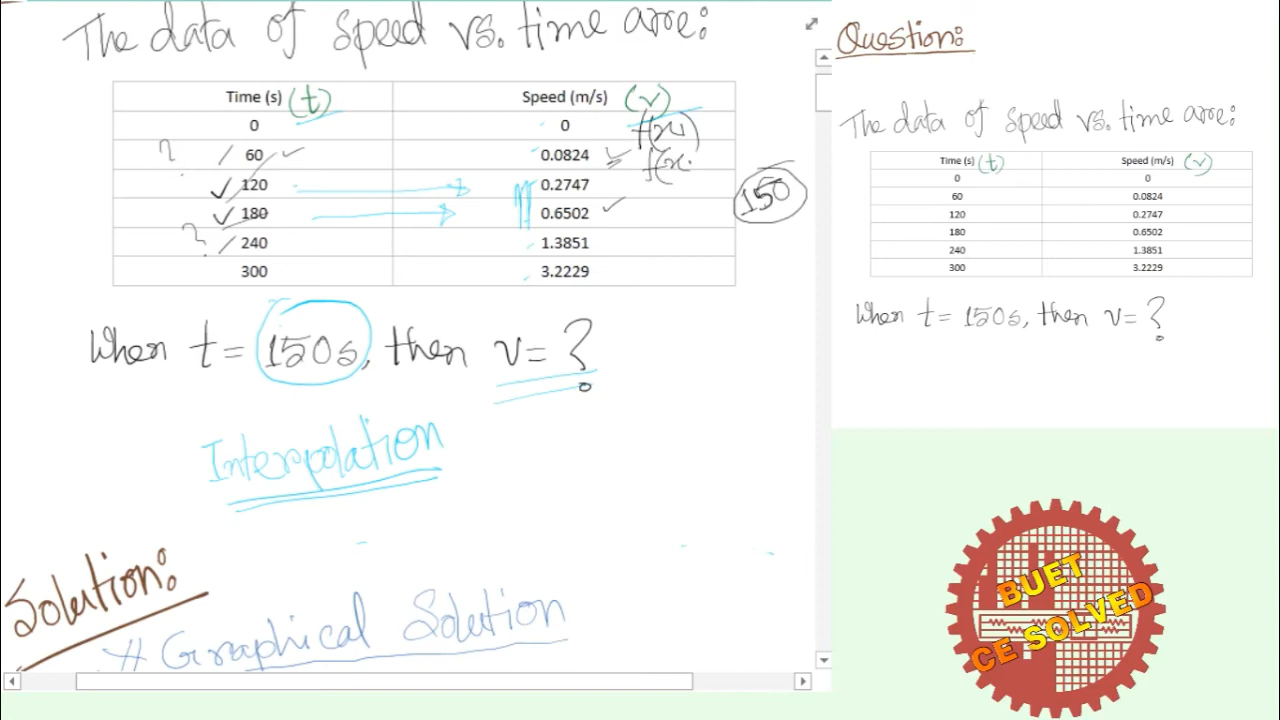 The data of speed vs. time are:
Time (s) (t) Speed (m/s) (v)
0 0 f(x)
? 60 0.0824 f(x
120 0.2747
180 0.6502 150
? 240 1.3851
300 3.2229
When t = 150s, then v = ?
Interpolation
Solution:
# Graphical Solution
Question:
The data of speed vs. time are:
Time (s) (t) Speed (m/s) (v)
0 0
60 0.0824
120 0.2747
180 0.6502
240 1.3851
300 3.2229
When t = 150s, then v = ?
BUET
CE SOLVED